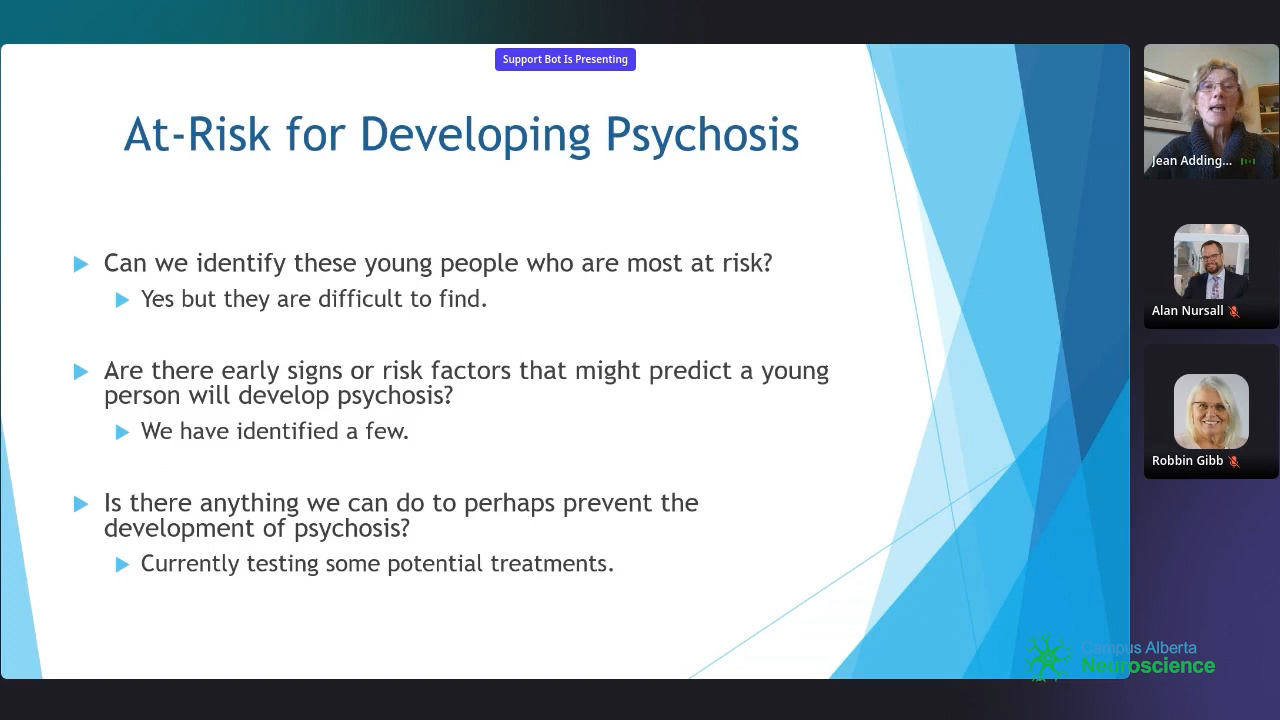 Support Bot Is Presenting
At-Risk for Developing Psychosis
Can we identify these young people who are most at risk?
Yes but they are difficult to find.
Are there early signs or risk factors that might predict a young
person will develop psychosis?
We have identified a few.
Is there anything we can do to perhaps prevent the
development of psychosis?
Currently testing some potential treatments.
Jean Adding...
Alan Nursall
Robbin Gibb
Campus Alberta
Neuroscience